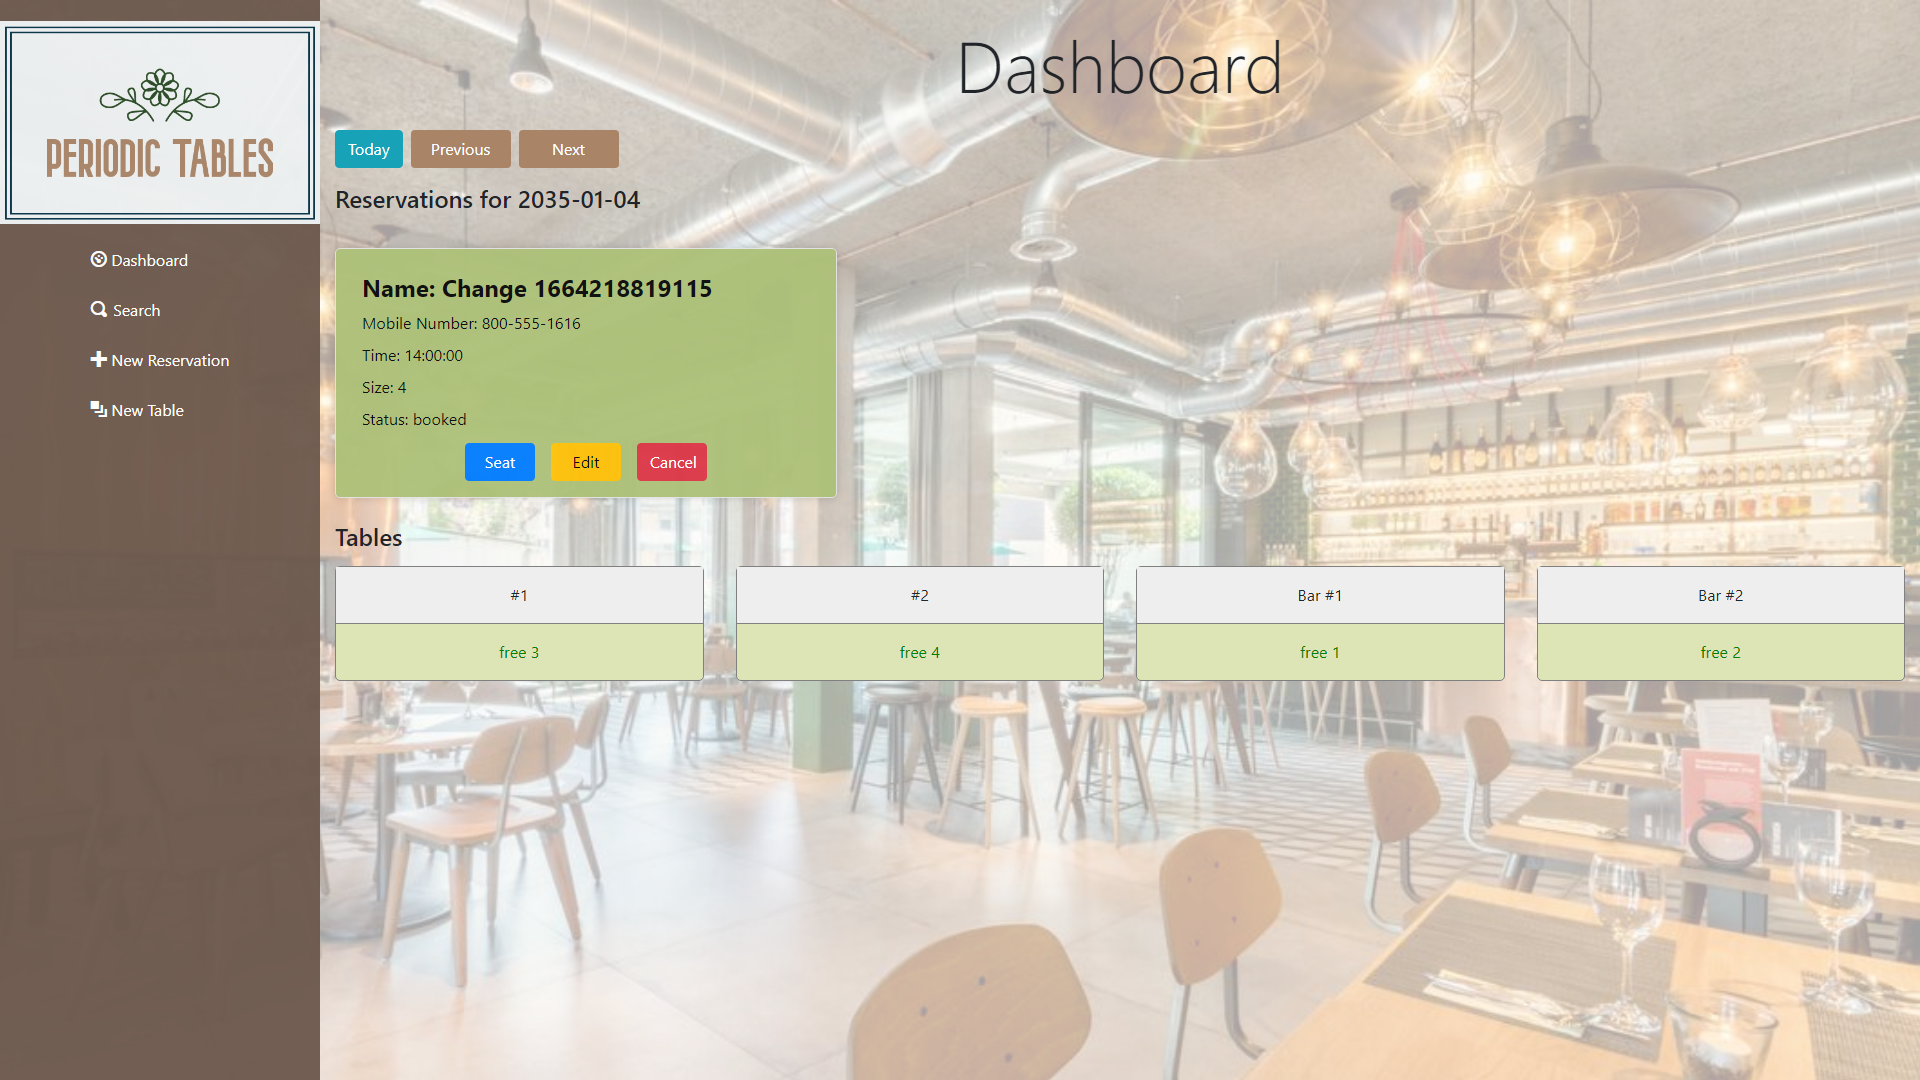 PERIODIC TABLES
Dashboard
Search
New Reservation
New Table
Dashboard
Today Previous Next
Reservations for 2035-01-04
Name: Change 1664218819115
Mobile Number: 800-555-1616
Time: 14:00:00
Size: 4
Status: booked
Seat Edit Cancel
Tables
#1 #2 Bar #1 Bar #2
free 3 free 4 free 1 free 2